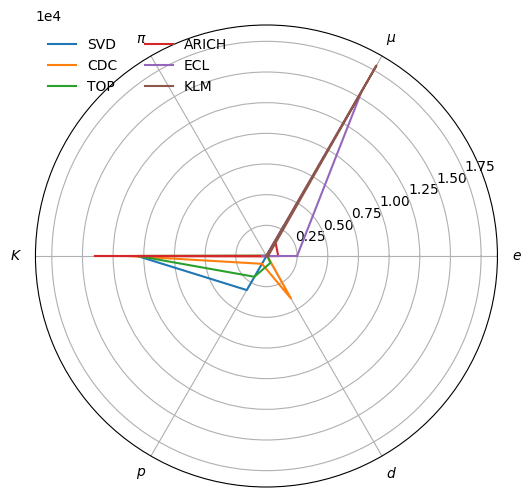 1e4
π
μ
SVD
CDC
TOP
ARICH
ECL
KLM
1.75
1.50
1.25
1.00
0.75
0.50
0.25
K
e
p
d